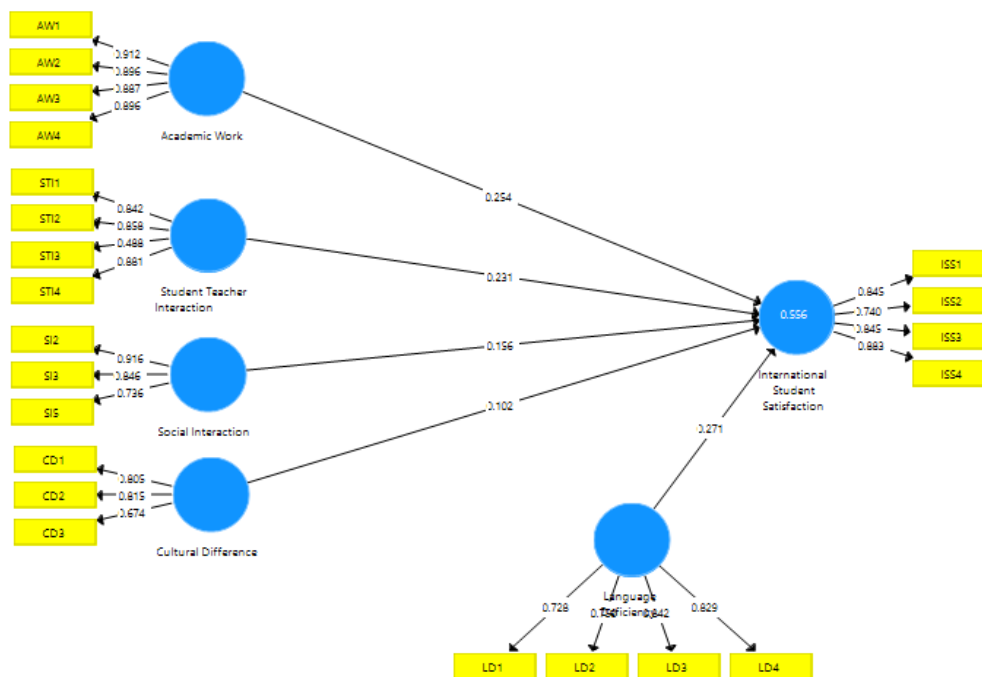 AW1
AW2
AW3
AW4
0.912
0.896
0.887
0.896
Academic Work
STI1
STI2
STI3
STI4
0.842
0.858
0.488
0.881
Student Teacher
Interaction
SI2
SI3
SI5
0.916
0.846
0.736
Social Interaction
CD1
CD2
CD3
0.805
0.815
0.674
Cultural Difference
0.254
0.231
0.156
0.102
0.271
0.556
International
Student
Satisfaction
0.845
0.740
0.845
0.883
ISS1
ISS2
ISS3
ISS4
Language
0.728
0.842
0.829
LD1
LD2
LD3
LD4